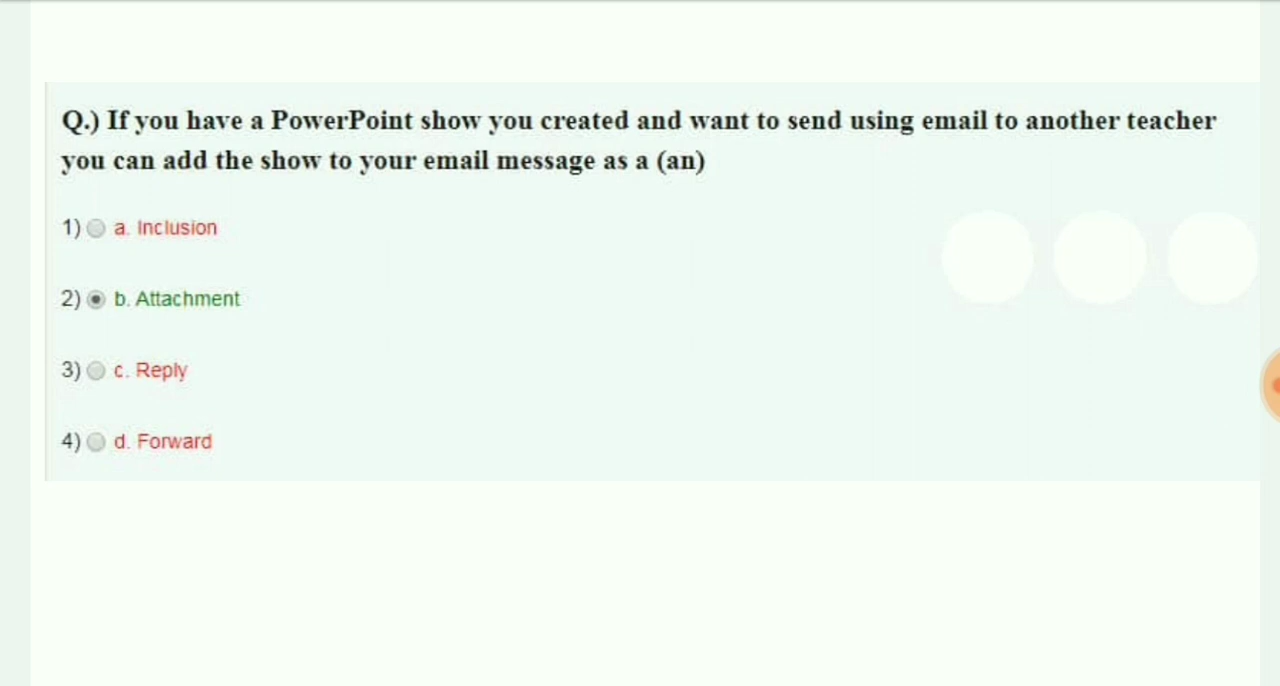 Q.) If you have a PowerPoint show you created and want to send using email to another teacher
you can add the show to your email message as a (an)
1) a. Inclusion
2) b. Attachment
3) c. Reply
4) d. Forward